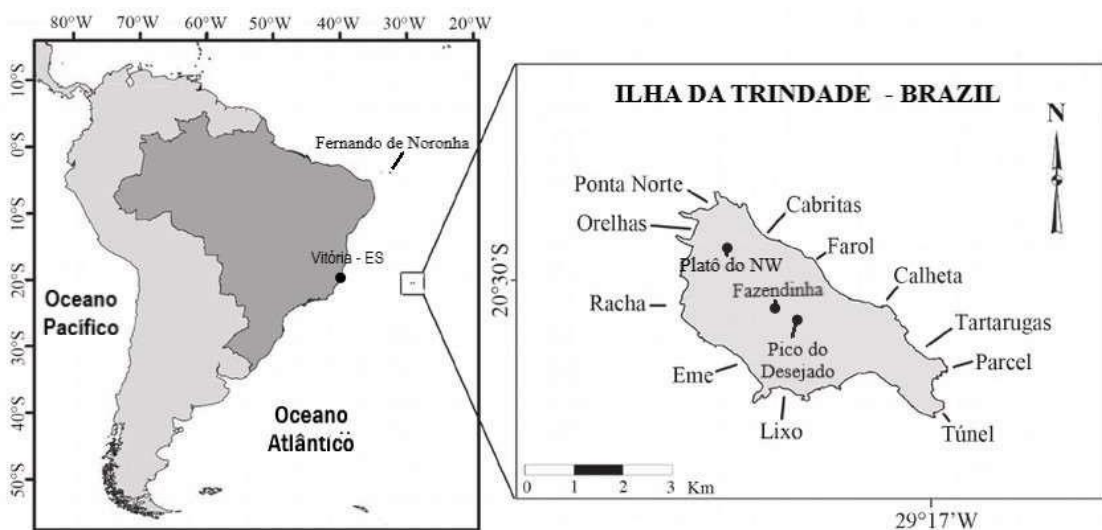 80°W 70°W 60°W 50°W 40°W 30°W 20°W
10°S
0°S
10°S
20°S
30°S
40°S
50°S
Fernando de Noronha
Vitória - ES
Oceano
Pacífico
Oceano
Atlântico
ILHA DA TRINDADE - BRAZIL
N
20°30'S
Ponta Norte
Orelhas
Cabritas
Farol
Platô do NW
Fazendinha
Calheta
Racha
Tartarugas
Pico do
Desejado
Parcel
Eme
Lixo
Túnel
0 1 2 3 Km
29°17'W